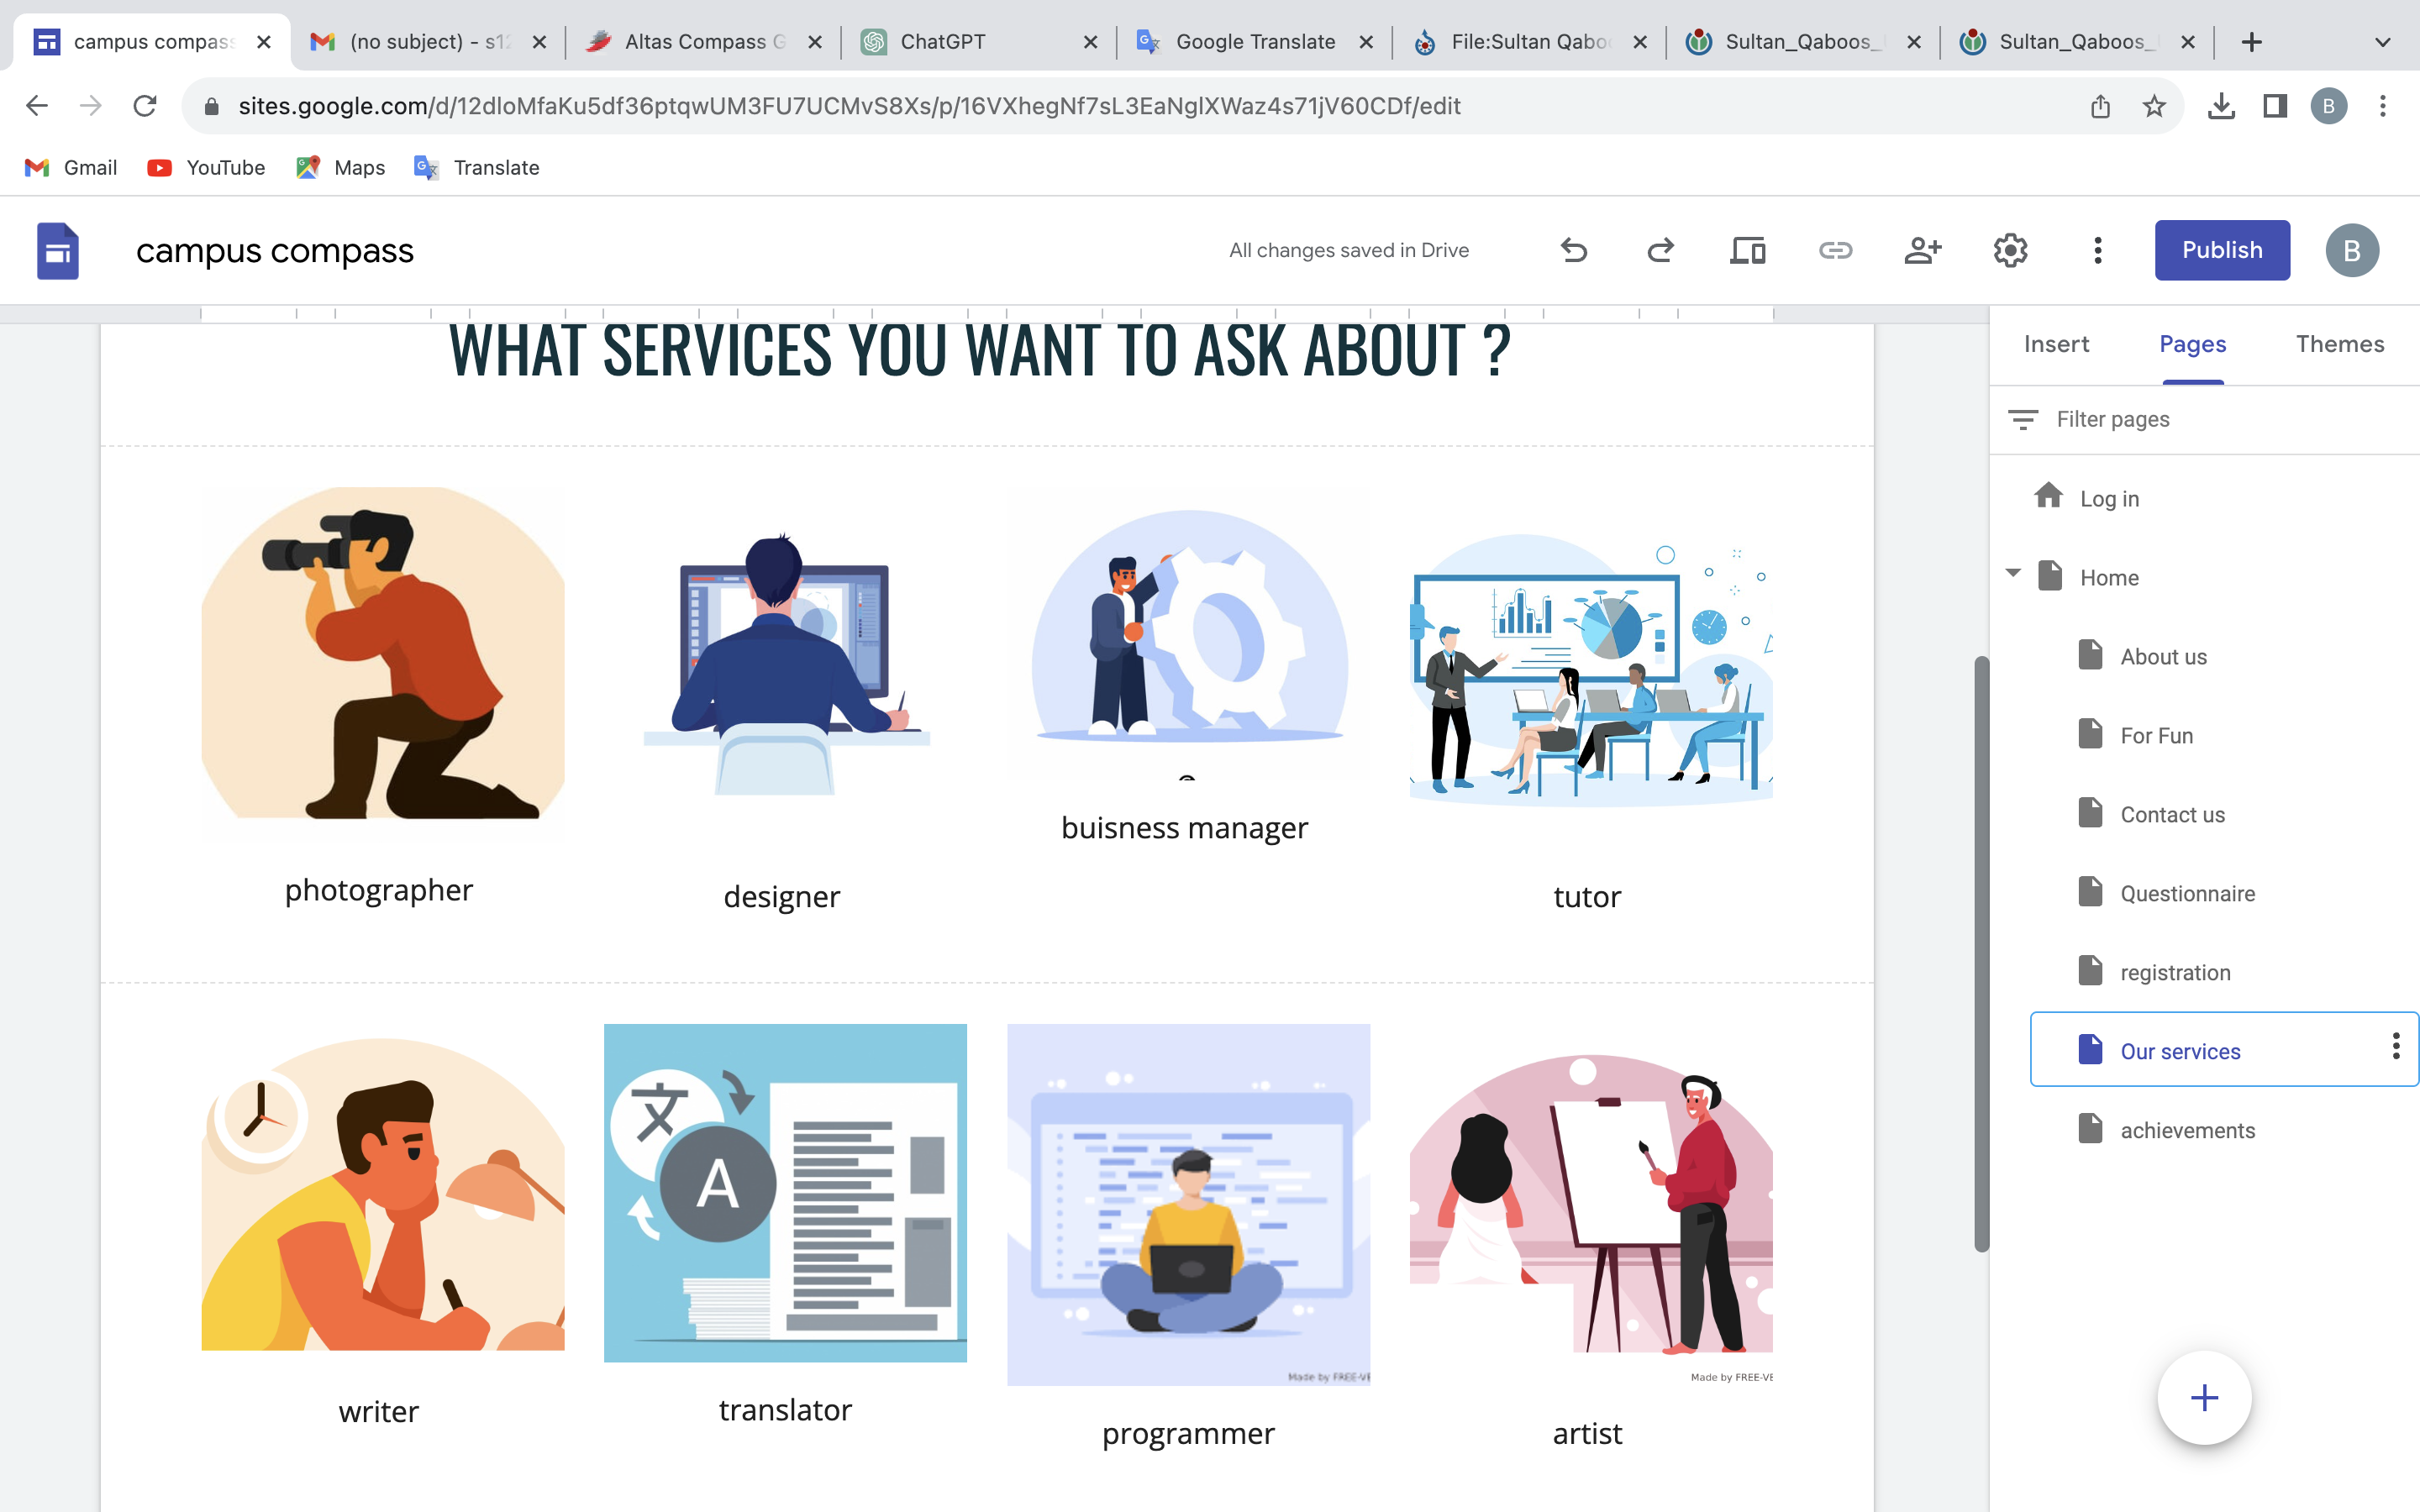 campus compass
(no subject) - s12
Altas Compass G
ChatGPT
Google Translate
File:Sultan Qabo
Sultan_Qaboos_
Sultan_Qaboos_
sites.google.com/d/12dIoMfaKu5df36ptqwUM3FU7UCMvS8Xs/p/16VXhegNf7sL3EaNglXWaz4s71jV60CDf/edit
B
Gmail
YouTube
Maps
Translate
campus compass
All changes saved in Drive
Publish
B
WHAT SERVICES YOU WANT TO ASK ABOUT ?
photographer
designer
buisness manager
tutor
文
A
Made by FREE-VE
Made by FREE-VE
writer
translator
programmer
artist
Insert
Pages
Themes
Filter pages
Log in
Home
About us
For Fun
Contact us
Questionnaire
registration
Our services
achievements